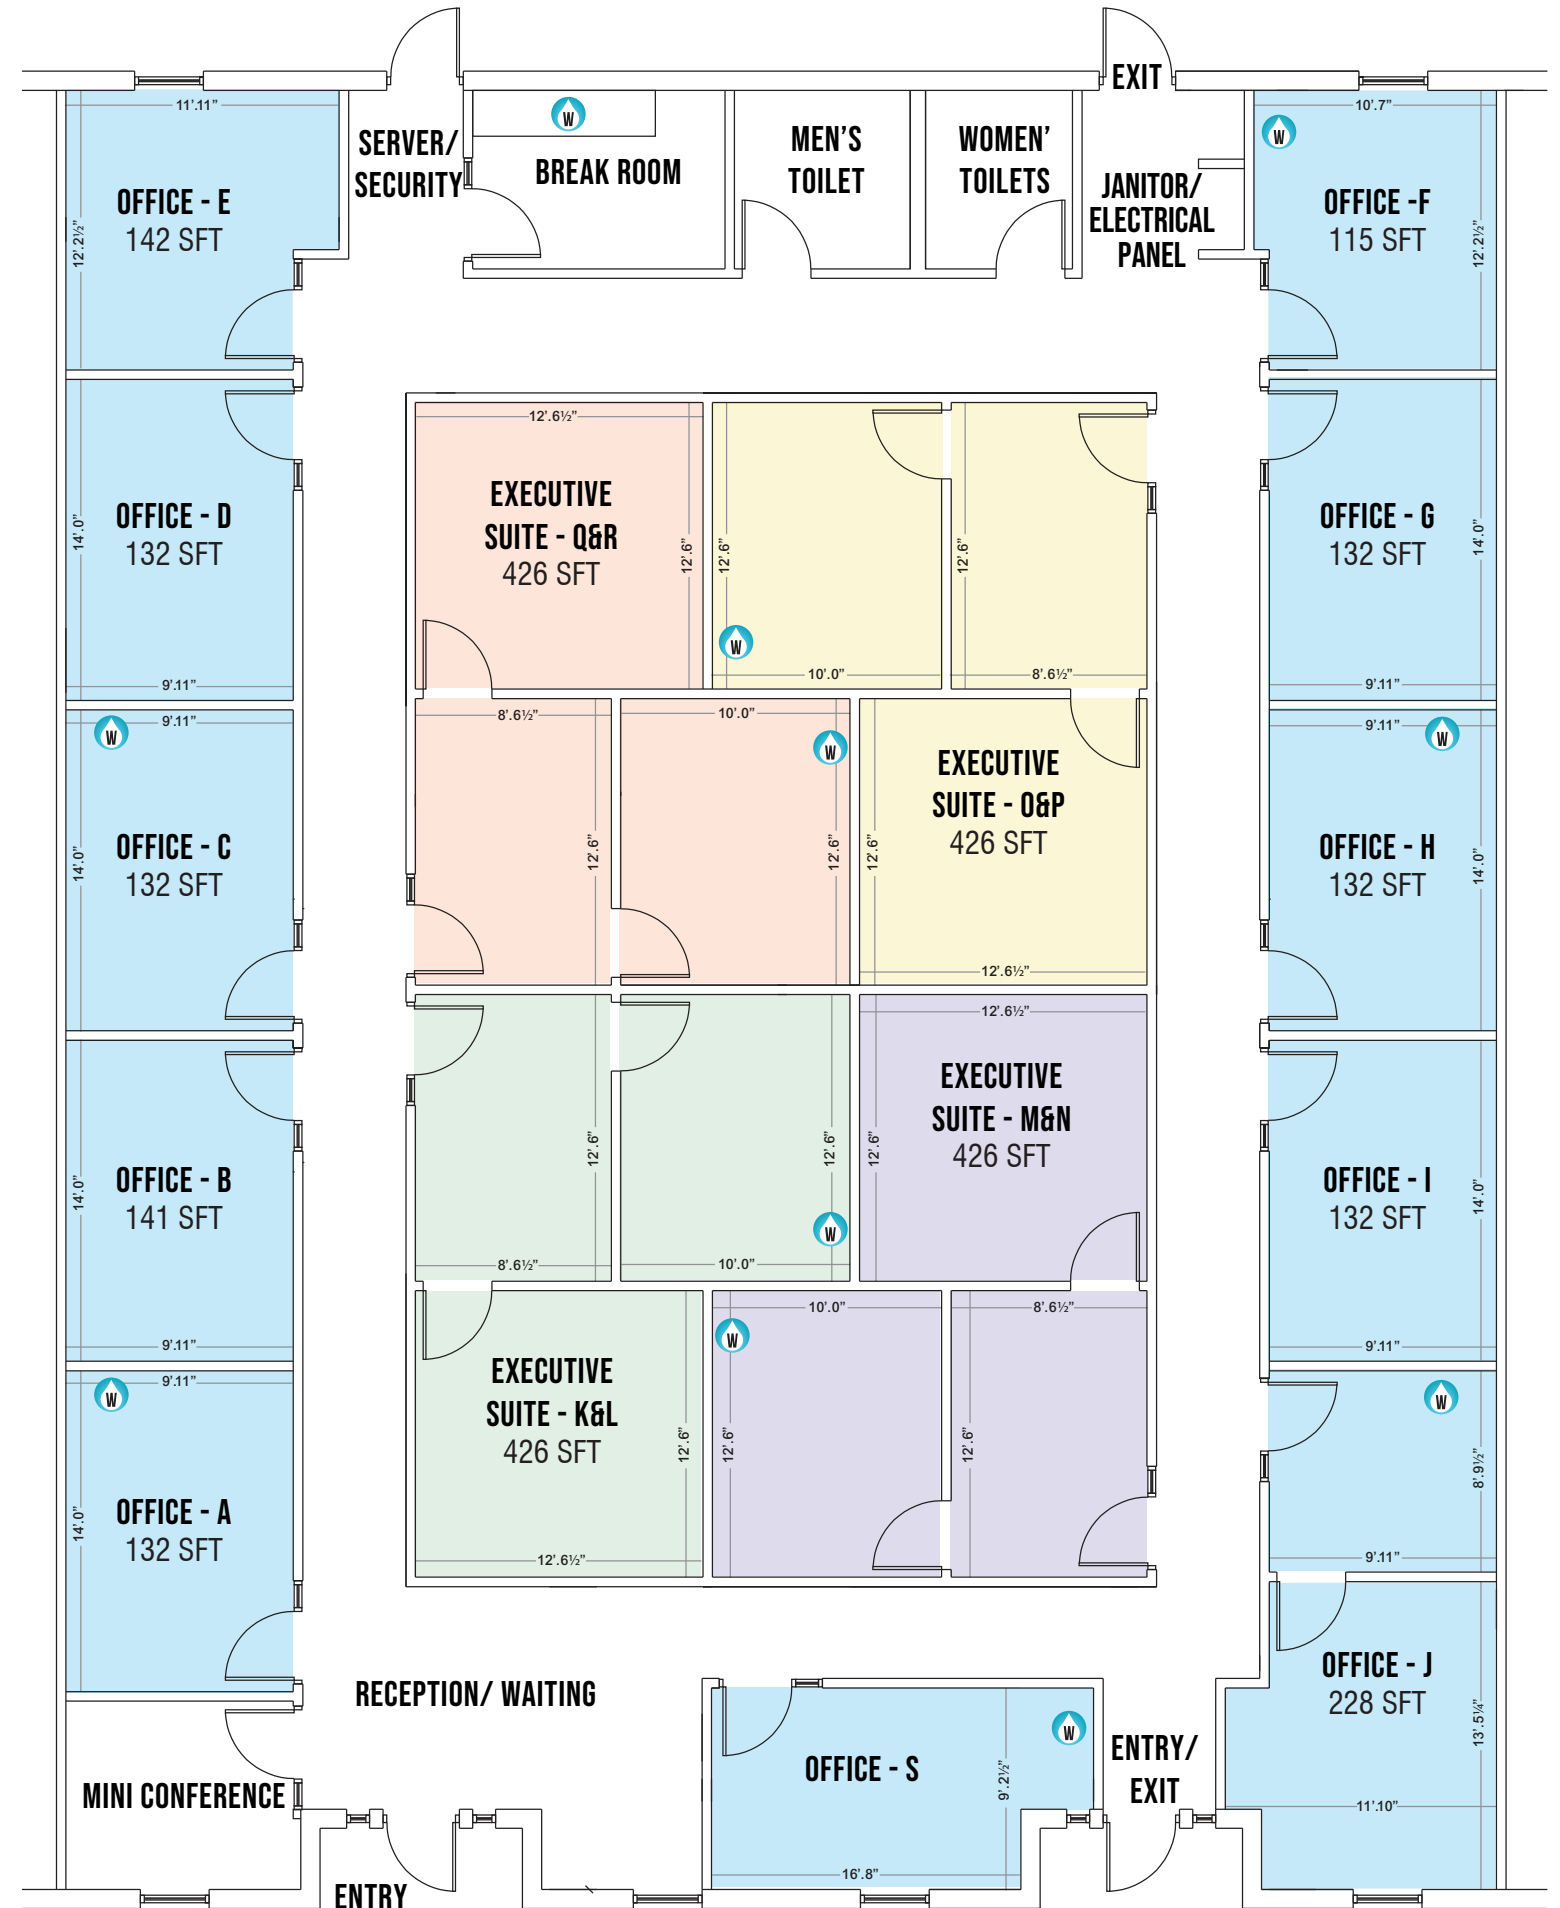 EXIT
11'.11"
10'.7"
W
W
SERVER/
SECURITY
BREAK ROOM
MEN'S
TOILET
WOMEN'
TOILETS
JANITOR/
ELECTRICAL
PANEL
OFFICE - E
142 SFT
12'.2½"
OFFICE -F
115 SFT
12'.2½"
12'.6½"
EXECUTIVE
SUITE - Q&R
426 SFT
12'.6"
12'.6"
12'.6"
W
10'.0"
8'.6½"
OFFICE - D
132 SFT
14'.0"
9'.11"
OFFICE - G
132 SFT
14'.0"
9'.11"
9'.11"
W
OFFICE - C
132 SFT
14'.0"
8'.6½"
10'.0"
W
12'.6"
12'.6"
12'.6"
EXECUTIVE
SUITE - O&P
426 SFT
12'.6½"
9'.11"
W
OFFICE - H
132 SFT
14'.0"
12'.6½"
EXECUTIVE
SUITE - M&N
426 SFT
12'.6"
12'.6"
12'.6"
W
8'.6½"
10'.0"
OFFICE - B
141 SFT
14'.0"
9'.11"
OFFICE - I
132 SFT
14'.0"
9'.11"
9'.11"
W
OFFICE - A
132 SFT
14'.0"
10'.0"
8'.6½"
W
EXECUTIVE
SUITE - K&L
426 SFT
12'.6"
12'.6"
12'.6"
12'.6½"
W
8'.9½"
9'.11"
OFFICE - J
228 SFT
13'.5¼"
11'.10"
RECEPTION/ WAITING
W
OFFICE - S
9'.2½"
16'.8"
ENTRY/
EXIT
MINI CONFERENCE
ENTRY